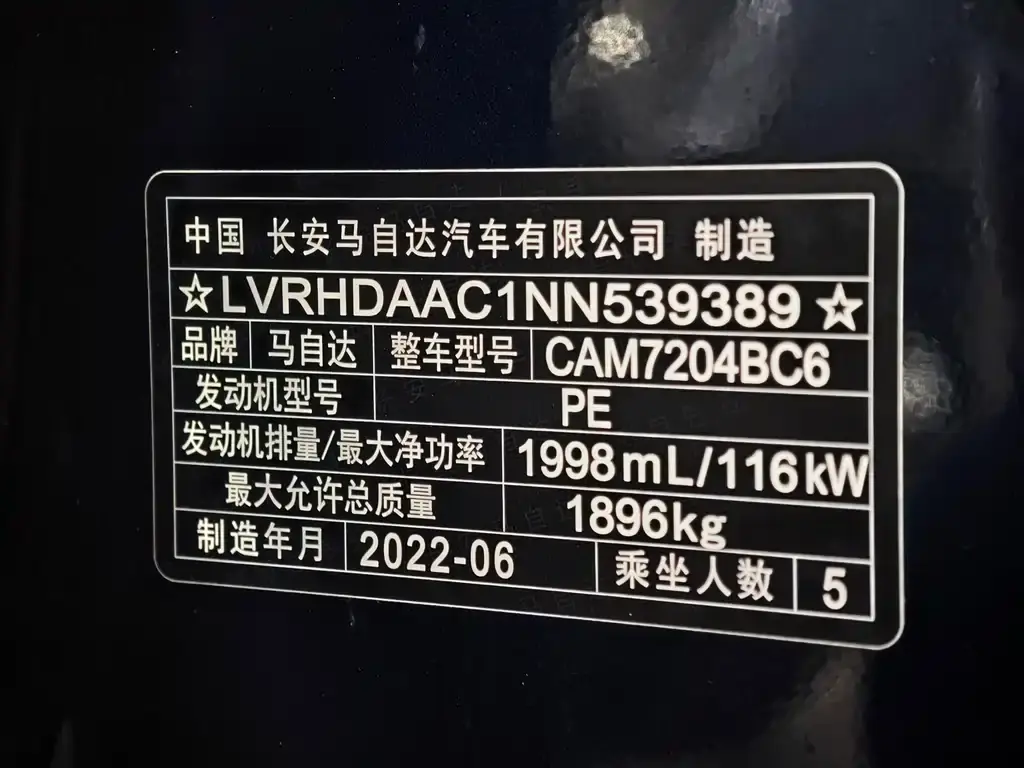 中国 长安马自达汽车有限公司 制造
☆LVRHDAAC1NN539389☆
品牌 马自达 整车型号 CAM7204BC6
发动机型号 PE
发动机排量/最大净功率 1998mL/116kW
最大允许总质量 1896kg
制造年月 2022-06 乘坐人数 5